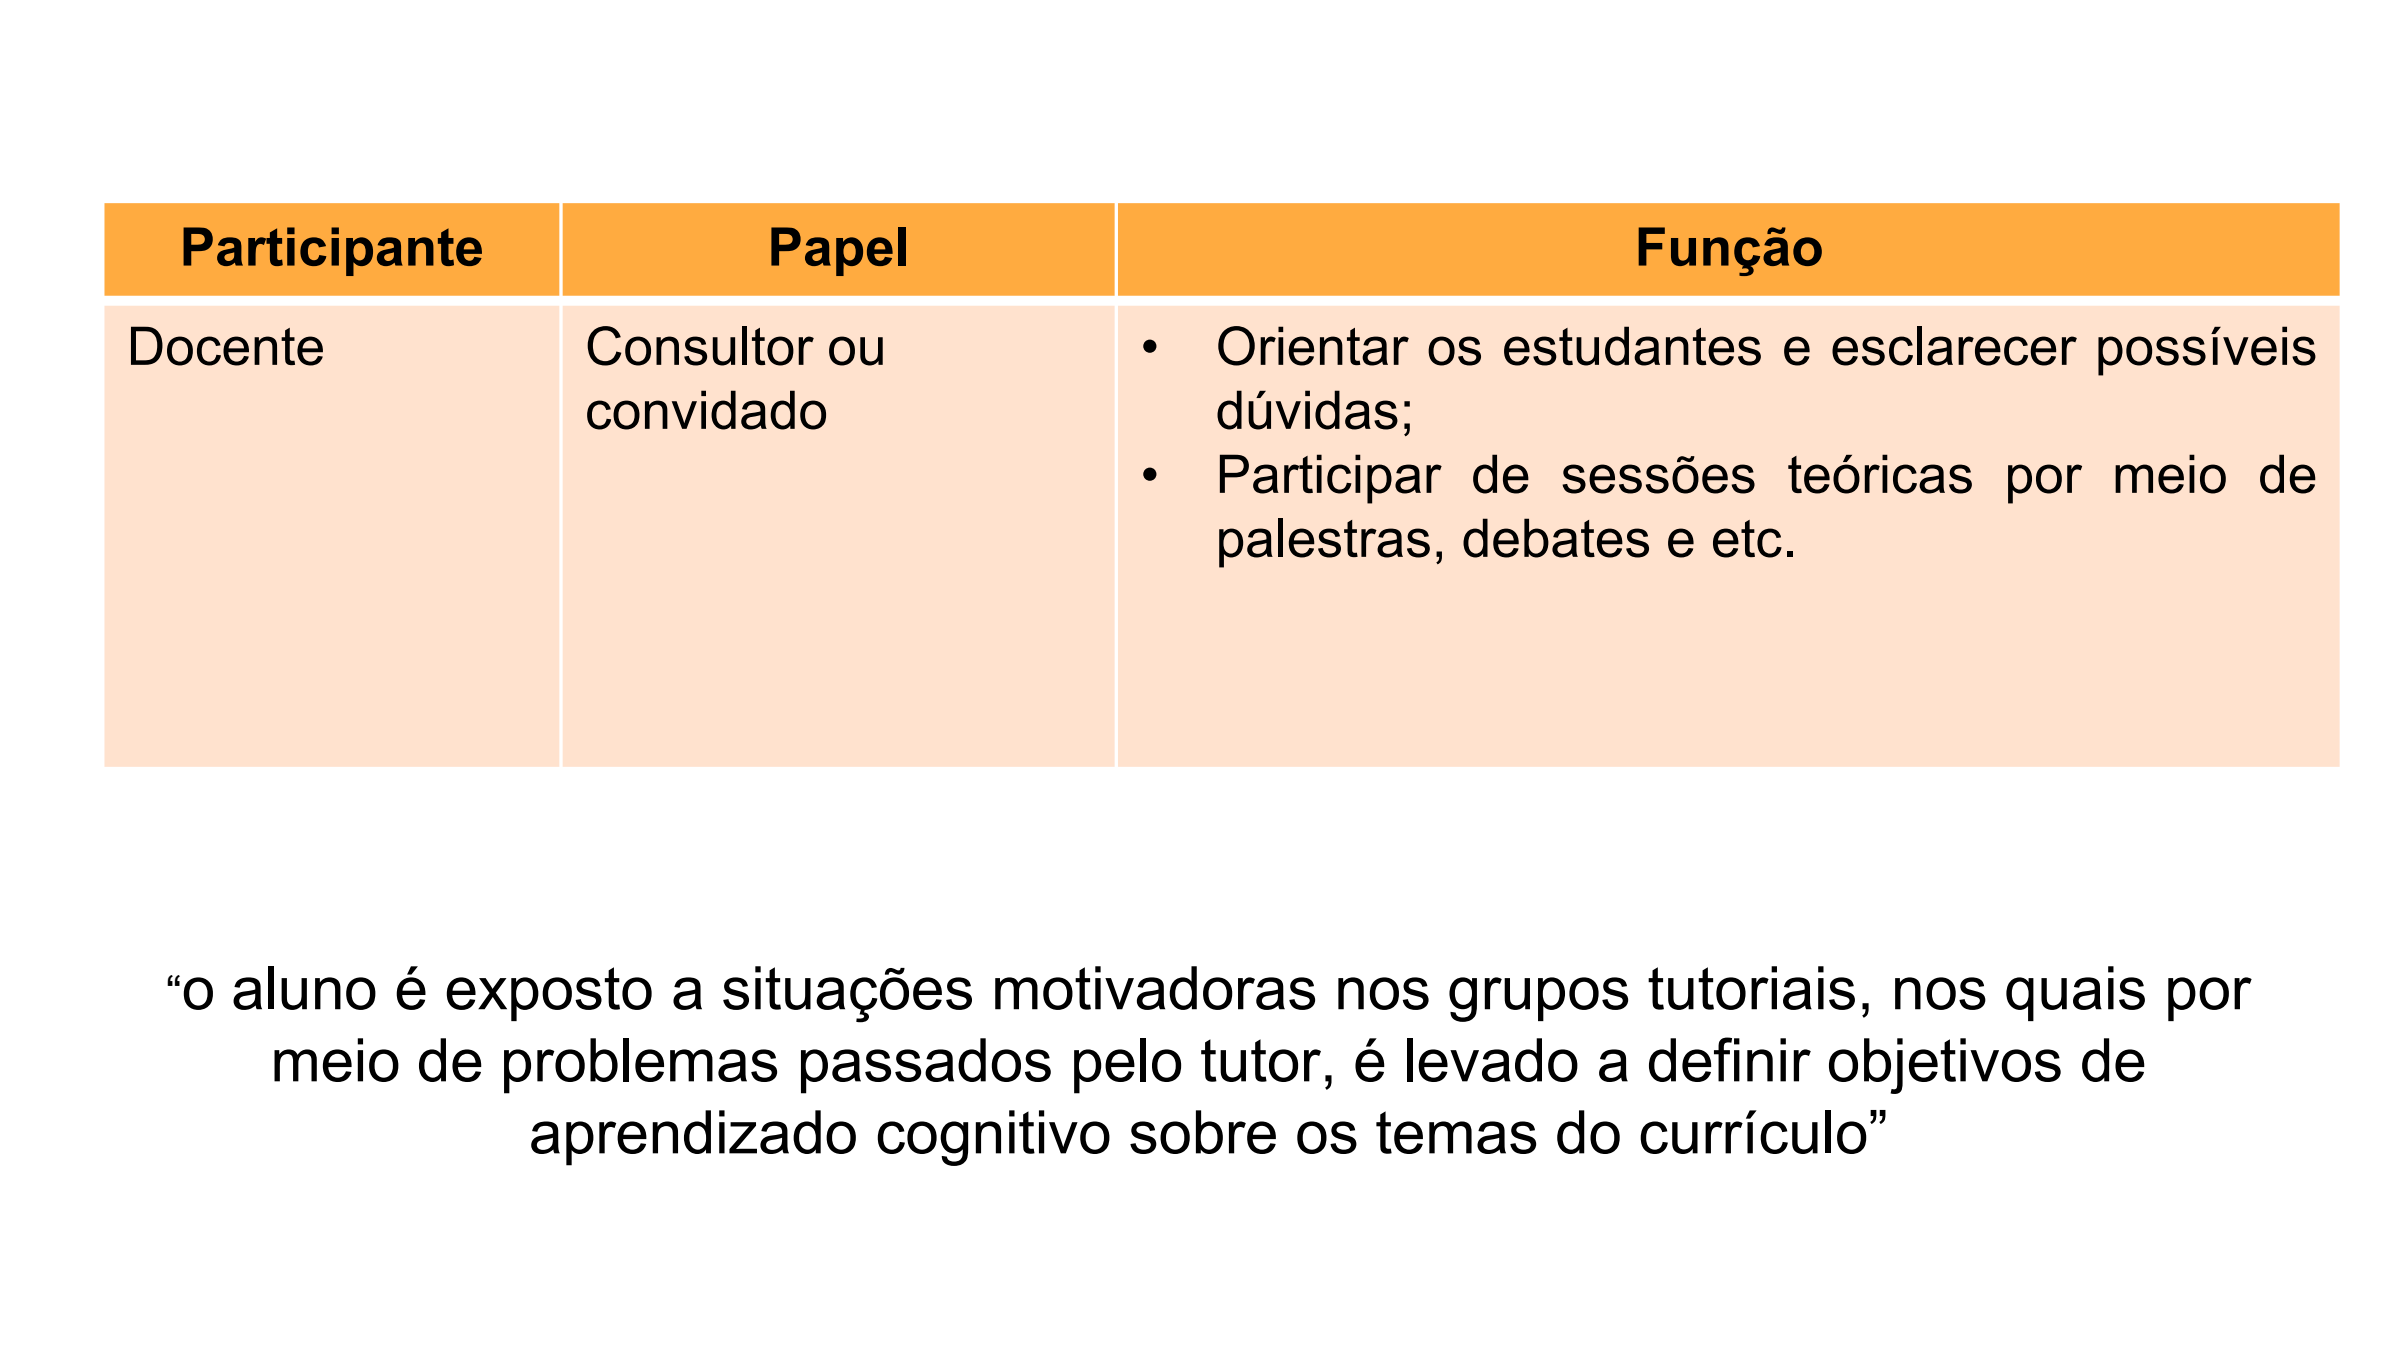 Participante Papel Função
Docente
Consultor ou
convidado
• Orientar os estudantes e esclarecer possíveis
dúvidas;
• Participar de sessões teóricas por meio de
palestras, debates e etc.
“o aluno é exposto a situações motivadoras nos grupos tutoriais, nos quais por
meio de problemas passados pelo tutor, é levado a definir objetivos de
aprendizado cognitivo sobre os temas do currículo”